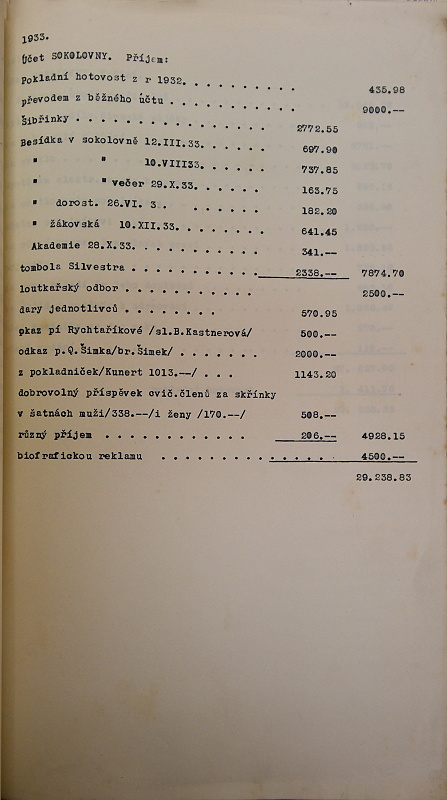 1933.
Účet SOKOLOVNY. Příjem:
Pokladní hotovost z r 1932. . . . . . . . . . 435.98
převodem z běžného účtu . . . . . . . . . . . 9000.--
Šibřinky . . . . . . . . . . . . . . . . 2772.55
Besídka v sokolovně 12.III.33. . . . . . 697.90
" " 10.VIII33. . . . . . 737.85
" " večer 29.X.33. . . . . . 163.75
" dorost. 26.VI. 3 . . . . . . . 182.20
" žákovská 10.XII.33. . . . . . . 641.45
Akademie 28.X.33. . . . . . . . . . 341.--
tombola Silvestra . . . . . . . . . . . 2338.-- 7874.70
loutkařský odbor . . . . . . . . . . . 2500.--
dary jednotlivců . . . . . . . . 570.95
okaz pí Rychtaříkové /sl.B.Kastnerová/ 500.--
odkaz p.Q.Šimka/br.Šimek/ . . . . . . . 2000.--
z pokladniček/Kunert 1013.--/ . . . 1143.20
dobrovolný příspěvek cvič.členů za skřínky
v šatnách muži/338.--/i ženy /170.--/ 508.--
různý příjem . . . . . . . . . . . . 206.-- 4928.15
biofrafickou reklamu . . . . . . . . . . . . . . 4500.--
29.238.83